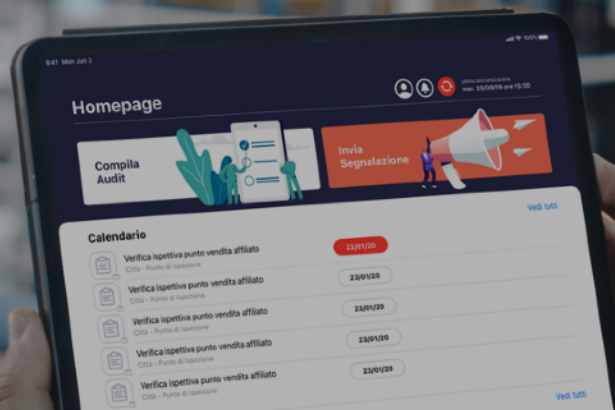 9:41 Mon Jun 3
100%
Homepage
Ultima sincronizzazione
mer. 25/09/19 ore 15:30
Compila
Audit
Invia
Segnalazione
Calendario
Vedi tutti
Verifica ispettiva punto vendita affiliato
23/01/20
Città - Punto di ispezione
Verifica ispettiva punto vendita affiliato
23/01/20
Città - Punto di ispezione
Verifica ispettiva punto vendita affiliato
23/01/20
Città - Punto di ispezione
Verifica ispettiva punto vendita affiliato
23/01/20
Città - Punto di ispezione
Verifica ispettiva punto vendita affiliato
23/01/20
Città - Punto di ispezione
Vedi tutti